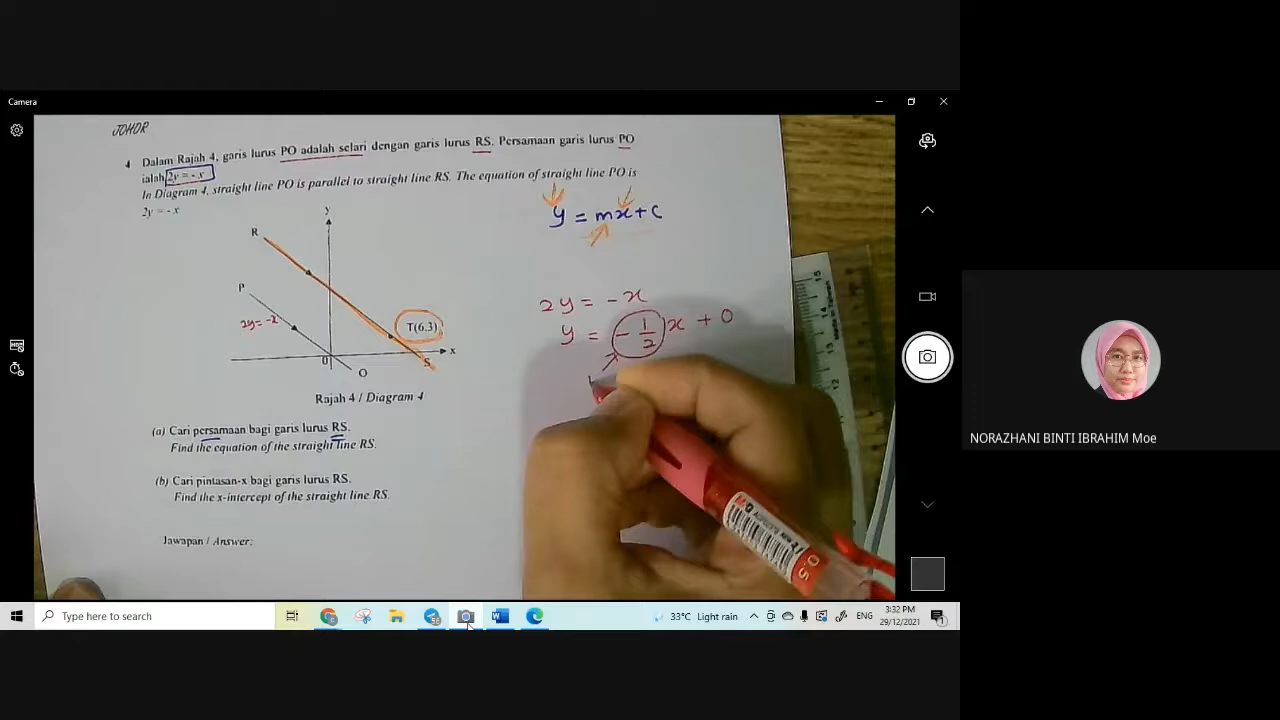 Camera
JOHOR
4 Dalam Rajah 4, garis lurus PO adalah selari dengan garis lurus RS. Persamaan garis lurus PO
ialah 2y = - x
In Diagram 4, straight line PO is parallel to straight line RS. The equation of straight line PO is
2y = - x
y = mx + c
y
R
P
2y = -x
T(6,3)
x
0
S
O
2y = -x
y = -1/2 x + 0
Rajah 4 / Diagram 4
(a) Cari persamaan bagi garis lurus RS.
Find the equation of the straight line RS.
(b) Cari pintasan-x bagi garis lurus RS.
Find the x-intercept of the straight line RS.
Jawapan / Answer:
M&G
0.5
15
NORAZHANI BINTI IBRAHIM Moe
Type here to search
33°C Light rain
ENG
3:32 PM
29/12/2021
1